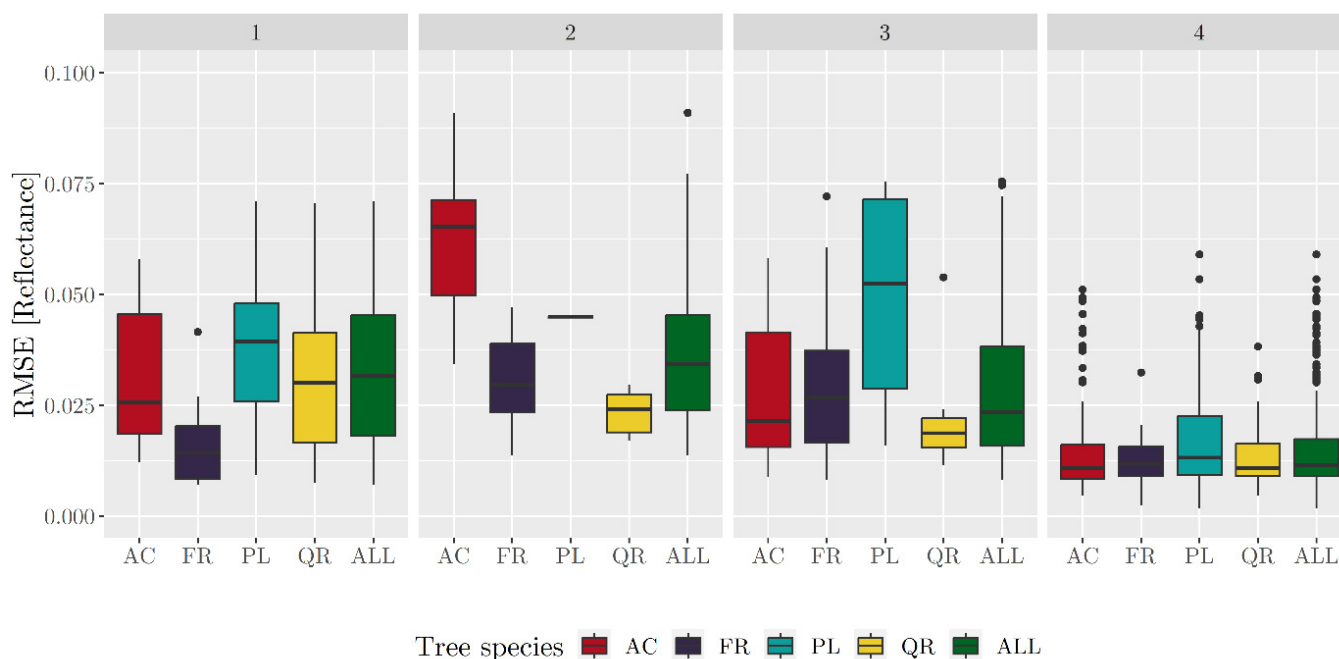 1 2 3 4
RMSE [Reflectance]
0.100
0.075
0.050
0.025
0.000
AC FR PL QR ALL AC FR PL QR ALL AC FR PL QR ALL AC FR PL QR ALL
Tree species AC FR PL QR ALL